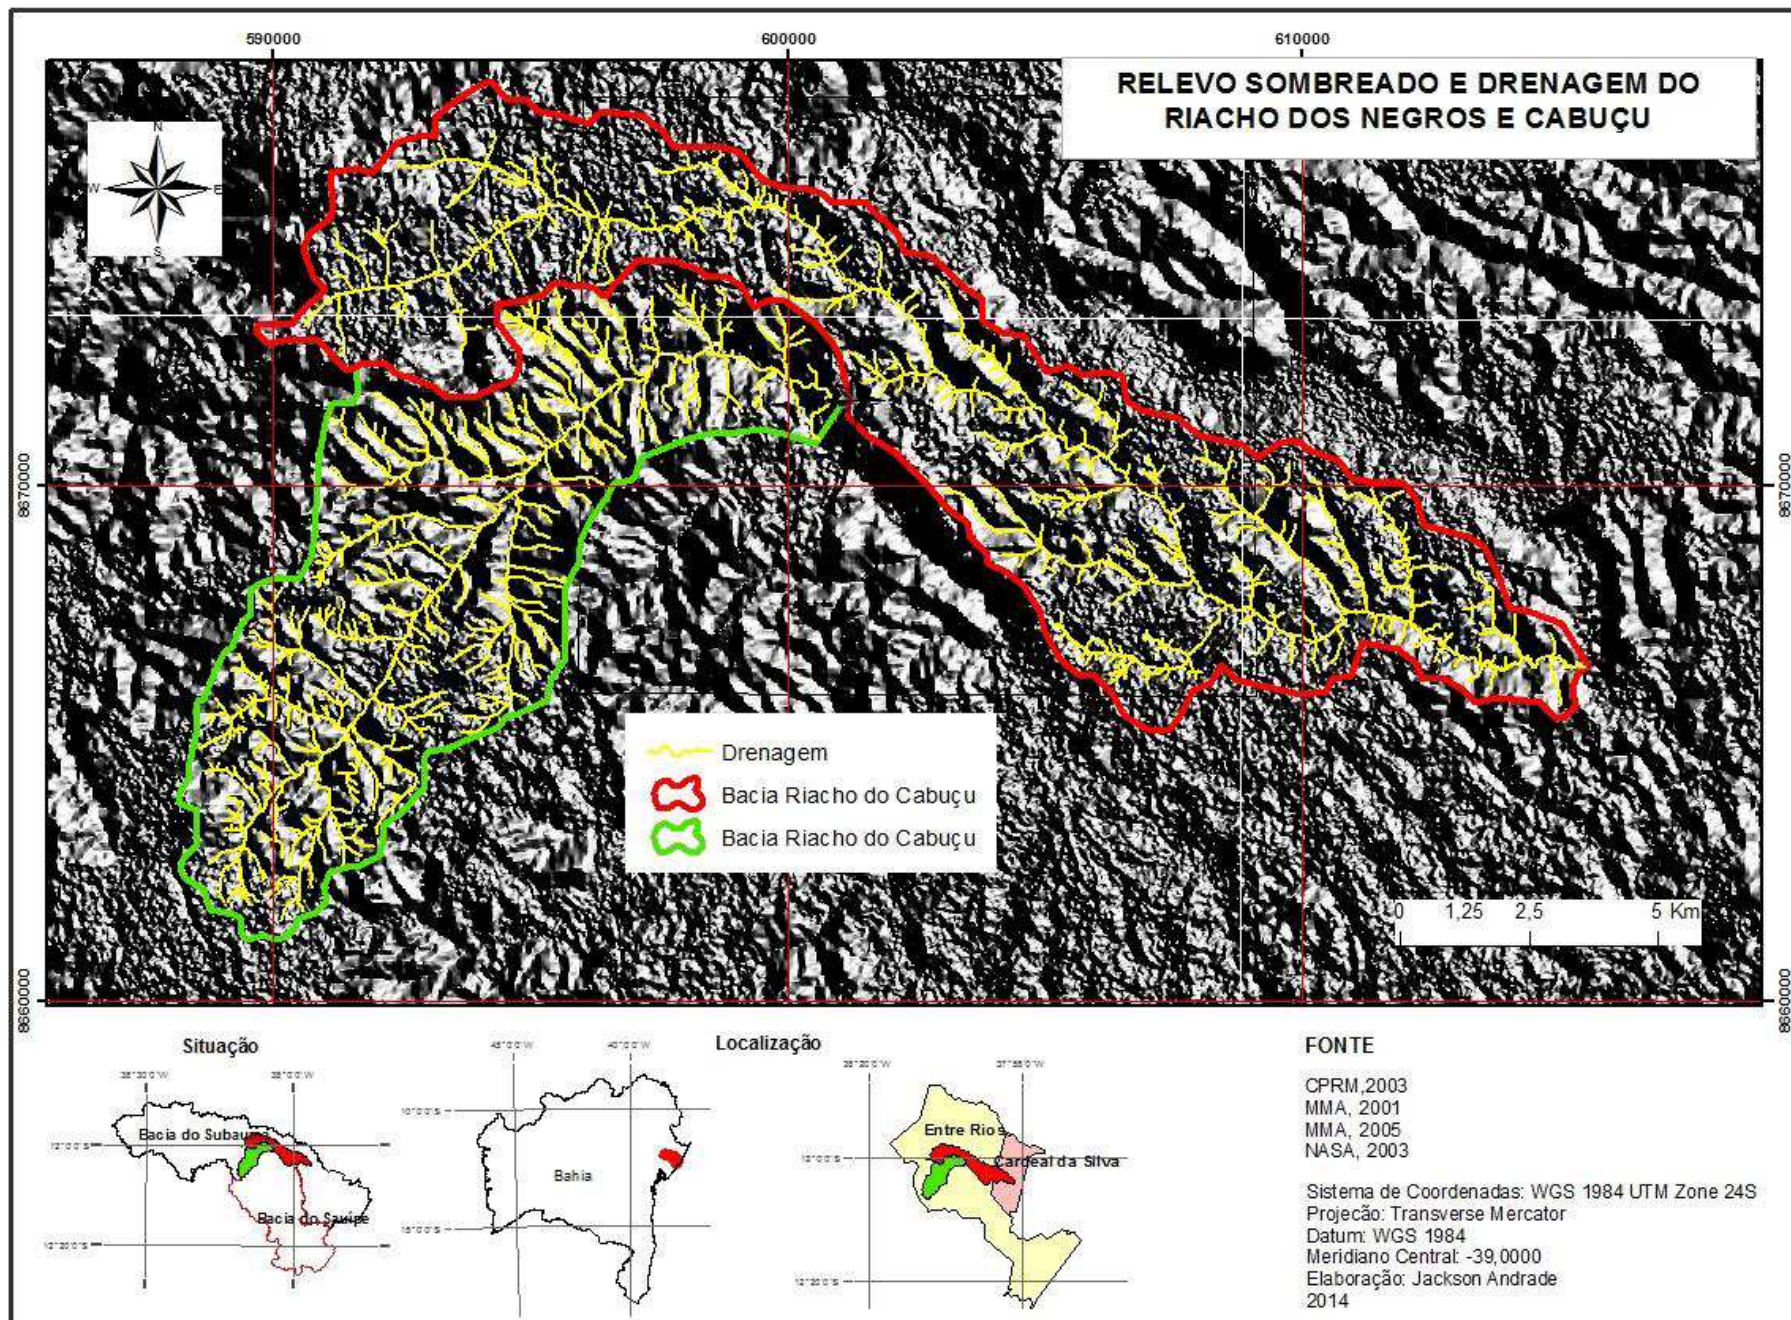 590000
600000
610000
RELEVO SOMBREADO E DRENAGEM DO
RIACHO DOS NEGROS E CABUÇU
N
W
E
S
8670000
8670000
Drenagem
Bacia Riacho do Cabuçu
Bacia Riacho do Cabuçu
0 1,25 2,5 5 Km
8660000
8660000
Situação
Localização
Bacia do Subauma
Bacia do Sauípe
Bahia
Entre Rios
Cardeal da Silva
FONTE
CPRM,2003
MMA, 2001
MMA, 2005
NASA, 2003
Sistema de Coordenadas: WGS 1984 UTM Zone 24S
Projecão: Transverse Mercator
Datum: WGS 1984
Meridiano Central: -39,0000
Elaboração: Jackson Andrade
2014